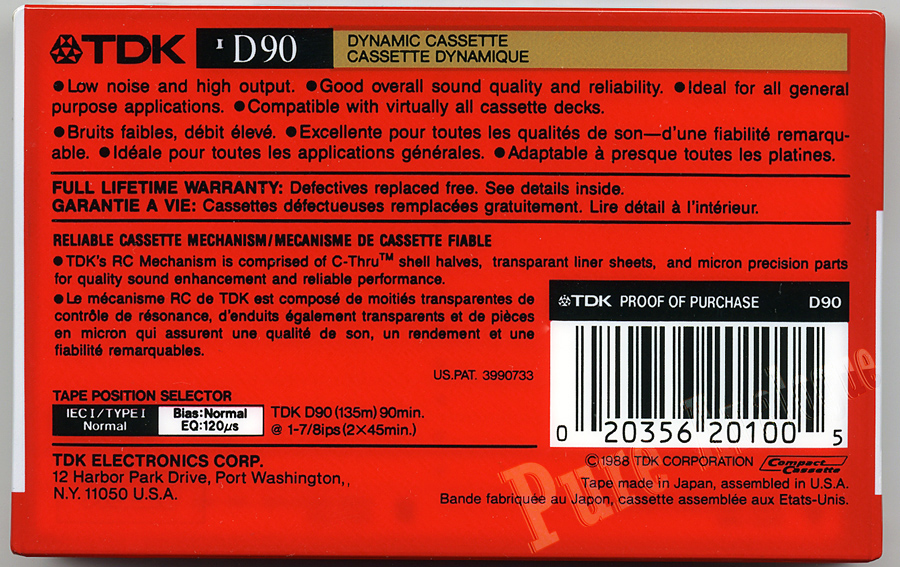 TDK I D90 DYNAMIC CASSETTE
CASSETTE DYNAMIQUE
●Low noise and high output. ●Good overall sound quality and reliability. ●Ideal for all general
purpose applications. ●Compatible with virtually all cassette decks.
●Bruits faibles, débit élevé. ●Excellente pour toutes les qualités de son—d'une fiabilité remarqu-
able. ●Idéale pour toutes les applications générales. ●Adaptable à presque toutes les platines.
FULL LIFETIME WARRANTY: Defectives replaced free. See details inside.
GARANTIE A VIE: Cassettes défectueuses remplacées gratuitement. Lire détail à l'intérieur.
RELIABLE CASSETTE MECHANISM/MECANISME DE CASSETTE FIABLE
●TDK's RC Mechanism is comprised of C-Thru™ shell halves, transparant liner sheets, and micron precision parts
for quality sound enhancement and reliable performance.
●Le mécanisme RC de TDK est composé de moitiés transparentes de
contrôle de résonance, d'enduits également transparents et de pièces
en micron qui assurent une qualité de son, un rendement et une
fiabilité remarquables.
US.PAT. 3990733
TDK PROOF OF PURCHASE D90
0 20356 20100 5
TAPE POSITION SELECTOR
IEC I/TYPE I
Normal
Bias:Normal
EQ:120µs
TDK D90 (135m) 90min.
@ 1-7/8ips (2×45min.)
TDK ELECTRONICS CORP.
12 Harbor Park Drive, Port Washington,,
N.Y. 11050 U.S.A.
©1988 TDK CORPORATION Compact Cassette
Tape made in Japan, assembled in U.S.A.
Bande fabriquée au Japon, cassette assemblée aux Etats-Unis.